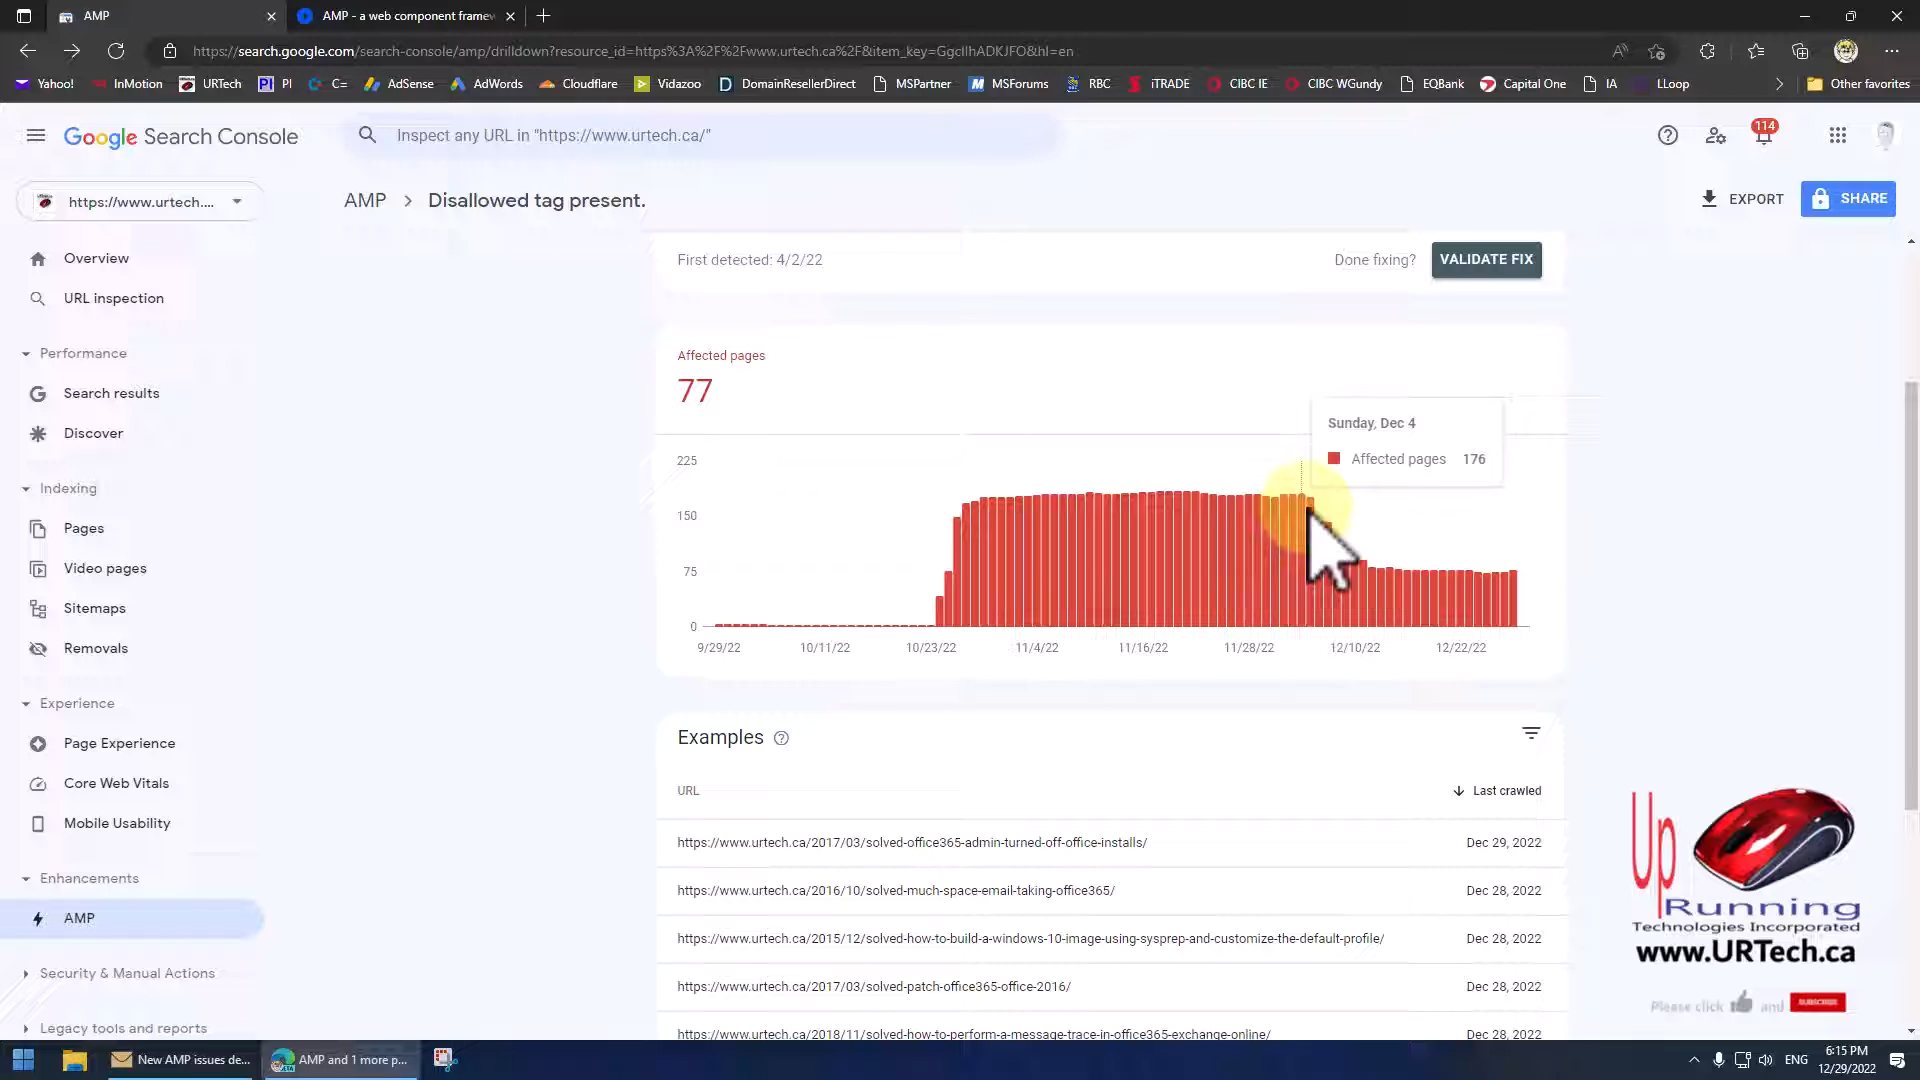 AMP
AMP - a web component framew
https://search.google.com/search-console/amp/drilldown?resource_id=https%3A%2F%2Fwww.urtech.ca%2F&item_key=GgcIlhADKJFO&hl=en
Yahoo!
InMotion
URTech
PI
PI
C=
AdSense
AdWords
Cloudflare
Vidazoo
D
DomainResellerDirect
MSPartner
MSForums
RBC
iTRADE
CIBC IE
CIBC WGundy
EQBank
Capital One
IA
LLoop
Other favorites
Google Search Console
Inspect any URL in "https://www.urtech.ca/"
114
https://www.urtech....
AMP
Disallowed tag present.
EXPORT
SHARE
Overview
URL inspection
Performance
Search results
Discover
Indexing
Pages
Video pages
Sitemaps
Removals
Experience
Page Experience
Core Web Vitals
Mobile Usability
Enhancements
AMP
Security & Manual Actions
Legacy tools and reports
First detected: 4/2/22
Done fixing?
VALIDATE FIX
Affected pages
77
Sunday, Dec 4
Affected pages 176
225
150
75
0
9/29/22
10/11/22
10/23/22
11/4/22
11/16/22
11/28/22
12/10/22
12/22/22
Examples
URL
Last crawled
https://www.urtech.ca/2017/03/solved-office365-admin-turned-off-office-installs/
Dec 29, 2022
https://www.urtech.ca/2016/10/solved-much-space-email-taking-office365/
Dec 28, 2022
https://www.urtech.ca/2015/12/solved-how-to-build-a-windows-10-image-using-sysprep-and-customize-the-default-profile/
Dec 28, 2022
https://www.urtech.ca/2017/03/solved-patch-office365-office-2016/
Dec 28, 2022
https://www.urtech.ca/2018/11/solved-how-to-perform-a-message-trace-in-office365-exchange-online/
Dec 28, 2022
Up
Running
Technologies Incorporated
www.URTech.ca
Please click
and
SUBSCRIBE
New AMP issues de...
BETA
AMP and 1 more p...
ENG
6:15 PM
12/29/2022